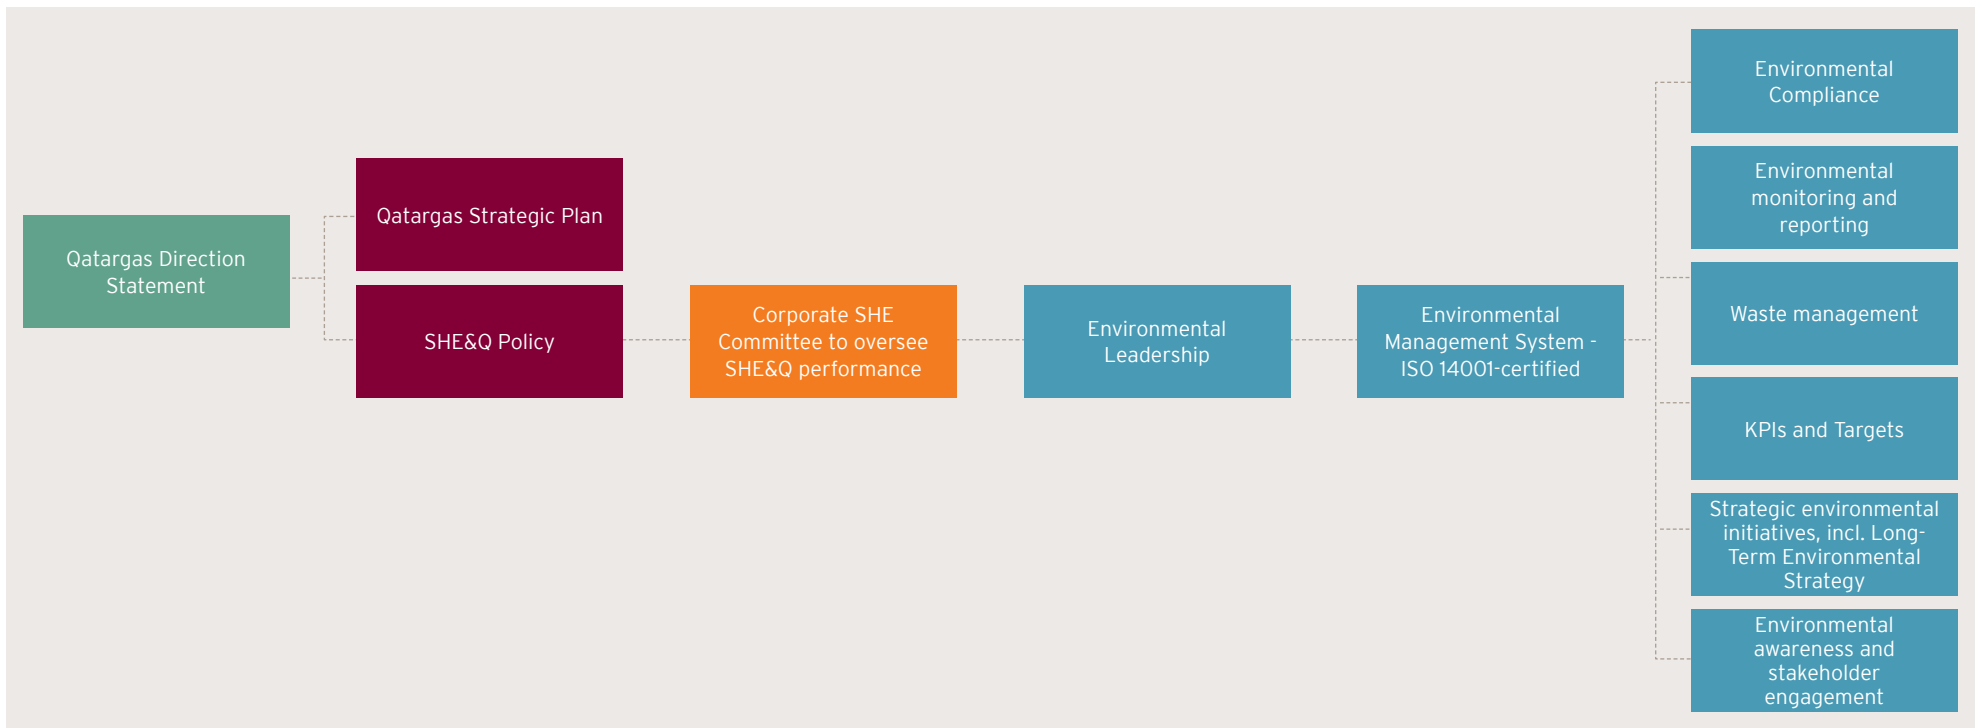 Qatargas Direction
Statement
Qatargas Strategic Plan
SHE&Q Policy
Corporate SHE
Committee to oversee
SHE&Q performance
Environmental
Leadership
Environmental
Management System -
ISO 14001-certified
Environmental
Compliance
Environmental
monitoring and
reporting
Waste management
KPIs and Targets
Strategic environmental
initiatives, incl. Long-
Term Environmental
Strategy
Environmental
awareness and
stakeholder
engagement